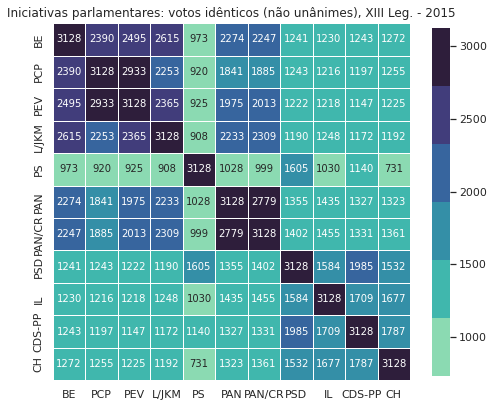 Iniciativas parlamentares: votos idênticos (não unânimes), XIII Leg. - 2015
BE 3128 2390 2495 2615 973 2274 2247 1241 1230 1243 1272
PCP 2390 3128 2933 2253 920 1841 1885 1243 1216 1197 1255
PEV 2495 2933 3128 2365 925 1975 2013 1222 1218 1147 1225
L/JKM 2615 2253 2365 3128 908 2233 2309 1190 1248 1172 1192
PS 973 920 925 908 3128 1028 999 1605 1030 1140 731
PAN 2274 1841 1975 2233 1028 3128 2779 1355 1435 1327 1323
PAN/CR 2247 1885 2013 2309 999 2779 3128 1402 1455 1331 1361
PSD 1241 1243 1222 1190 1605 1355 1402 3128 1584 1985 1532
IL 1230 1216 1218 1248 1030 1435 1455 1584 3128 1709 1677
CDS-PP 1243 1197 1147 1172 1140 1327 1331 1985 1709 3128 1787
CH 1272 1255 1225 1192 731 1323 1361 1532 1677 1787 3128
BE PCP PEV L/JKM PS PAN PAN/CR PSD IL CDS-PP CH
3000
2500
2000
1500
1000